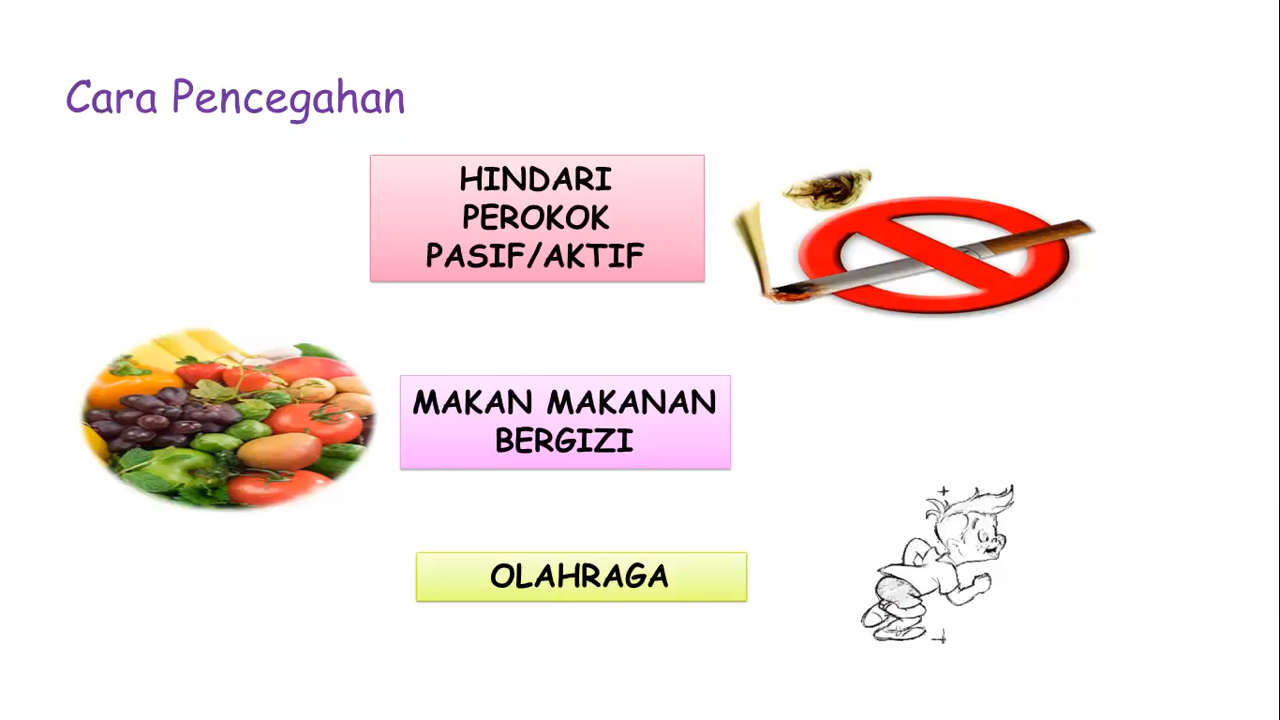 Cara Pencegahan
HINDARI
PEROKOK
PASIF/AKTIF
MAKAN MAKANAN
BERGIZI
OLAHRAGA